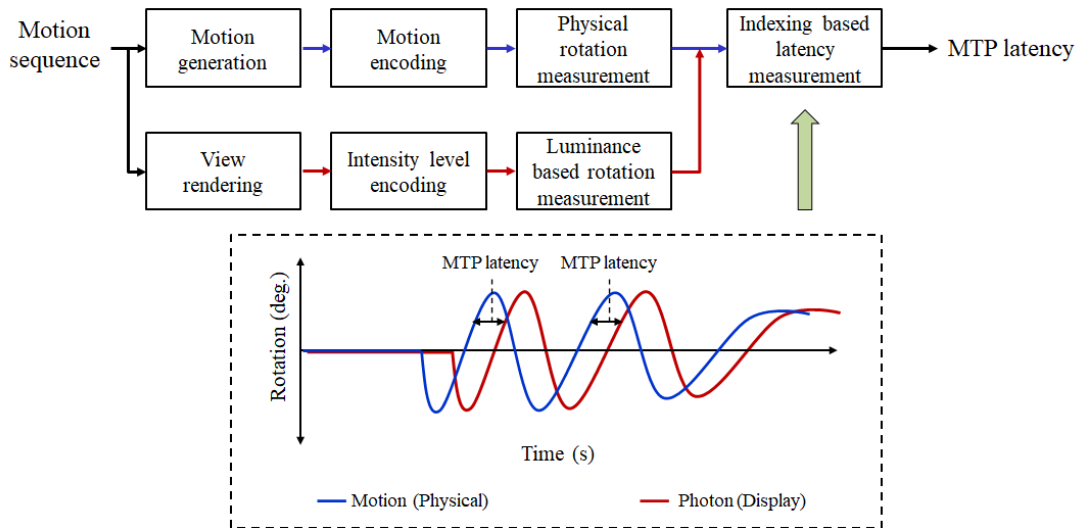 Motion
sequence
Motion
generation
Motion
encoding
Physical
rotation
measurement
Indexing based
latency
measurement
MTP latency
View
rendering
Intensity level
encoding
Luminance
based rotation
measurement
MTP latency
MTP latency
Rotation (deg.)
Time (s)
Motion (Physical)
Photon (Display)